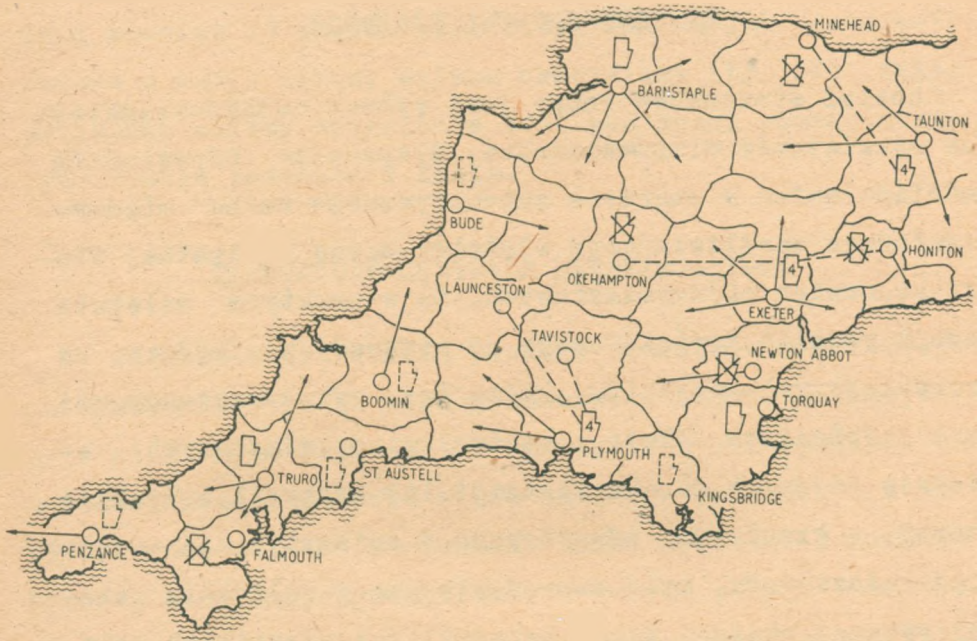 MINEHEAD
BARNSTAPLE
TAUNTON
4
BUDE
HONITON
OKEHAMPTON
4
LAUNCESTON
EXETER
TAVISTOCK
NEWTON ABBOT
BODMIN
TORQUAY
4
PLYMOUTH
ST AUSTELL
TRURO
KINGSBRIDGE
PENZANCE
FALMOUTH